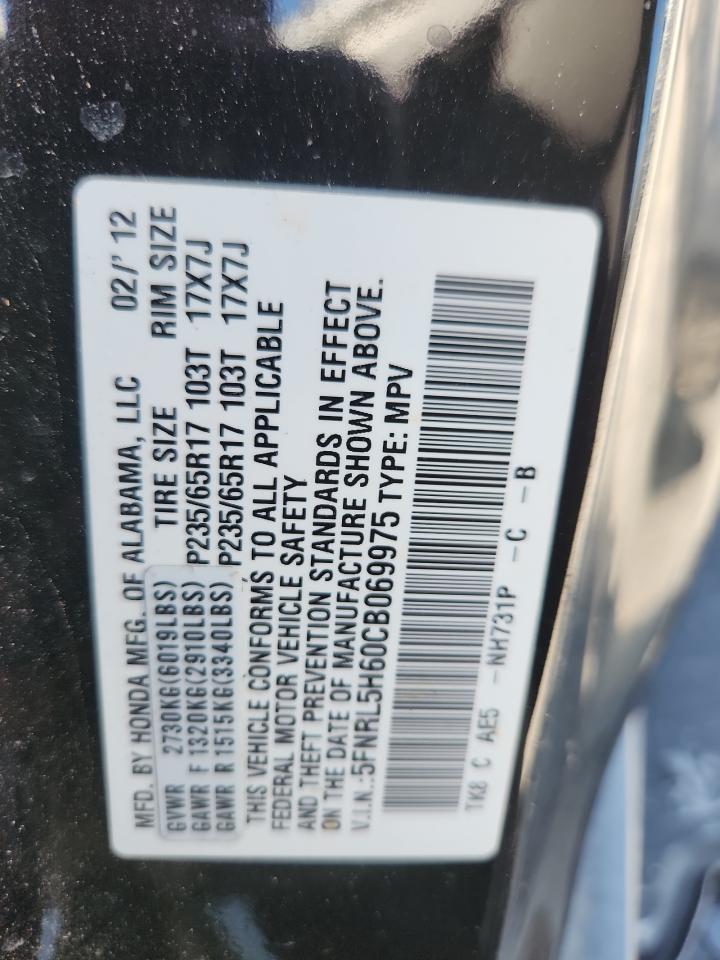 MFD. BY HONDA MFG. OF ALABAMA, LLC 02/'12
GVWR 2730KG(6019LBS) TIRE SIZE RIM SIZE
GAWR F 1320KG(2910LBS) P235/65R17 103T 17X7J
GAWR R 1515KG(3340LBS) P235/65R17 103T 17X7J
THIS VEHICLE CONFORMS TO ALL APPLICABLE
FEDERAL MOTOR VEHICLE SAFETY
AND THEFT PREVENTION STANDARDS IN EFFECT
ON THE DATE OF MANUFACTURE SHOWN ABOVE.
V.I.N.:5FNRL5H60CB069975 TYPE: MPV
TK8 C AE5 -NH731P -C -B